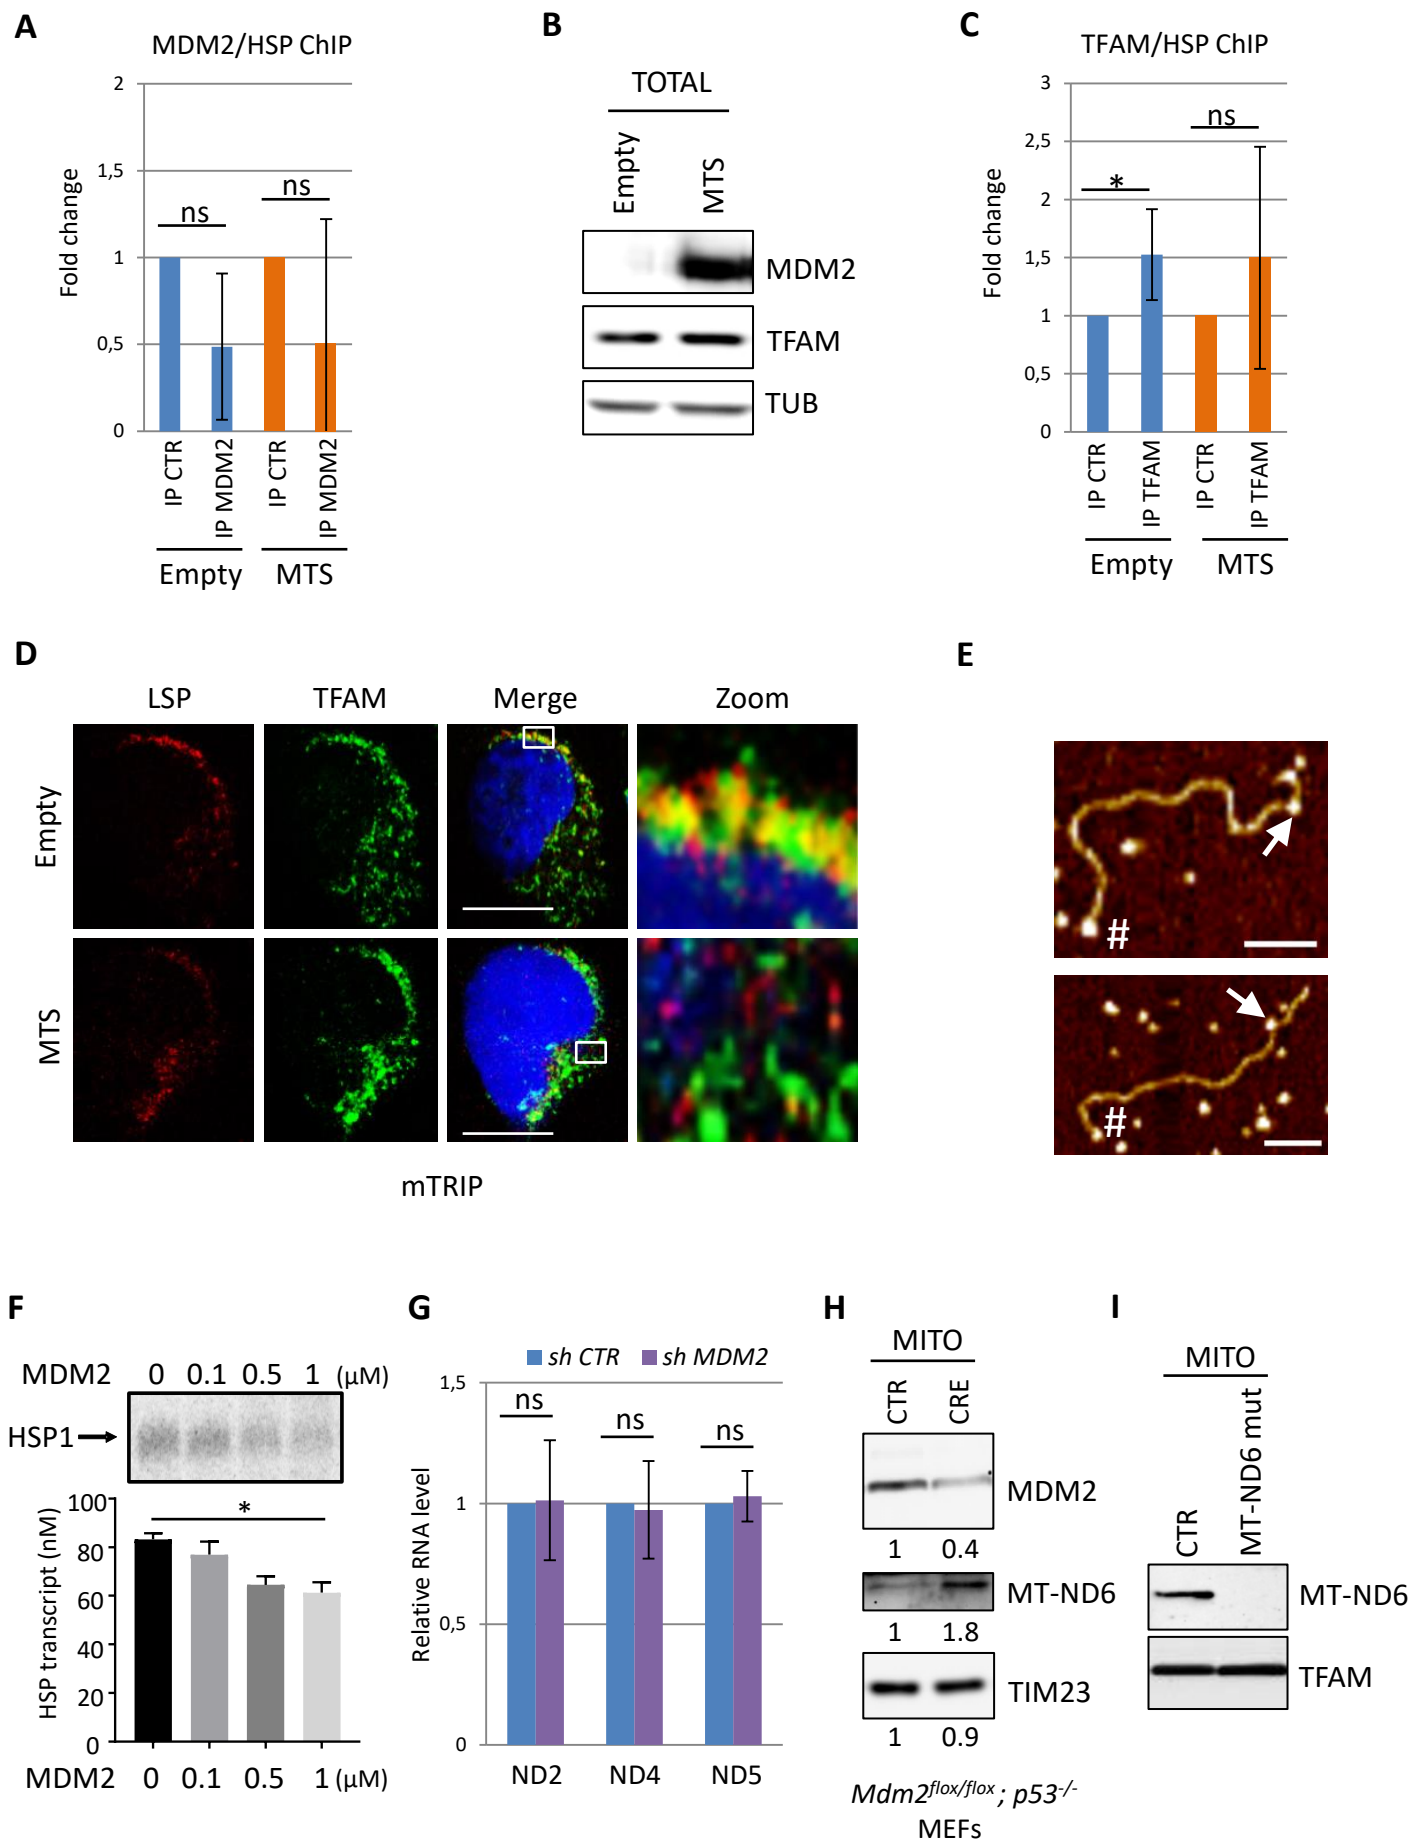 A
MDM2/HSP ChIP
Fold change
2
1,5
1
0,5
0
ns
ns
IP CTR
IP MDM2
IP CTR
IP MDM2
Empty
MTS
B
TOTAL
Empty
MTS
MDM2
TFAM
TUB
C
TFAM/HSP ChIP
Fold change
3
2,5
2
1,5
1
0,5
0
*
ns
IP CTR
IP TFAM
IP CTR
IP TFAM
Empty
MTS
D
LSP
TFAM
Merge
Zoom
Empty
MTS
mTRIP
E
#
#
F
MDM2 0 0.1 0.5 1 (μM)
HSP1
HSP transcript (nM)
100
80
60
40
20
0
*
MDM2 0 0.1 0.5 1 (μM)
G
sh CTR sh MDM2
Relative RNA level
1,5
1
0,5
0
ns
ns
ns
ND2
ND4
ND5
H
MITO
CTR
CRE
MDM2
1 0.4
MT-ND6
1 1.8
TIM23
1 0.9
Mdm2flox/flox ; p53-/-
MEFs
I
MITO
CTR
MT-ND6 mut
MT-ND6
TFAM